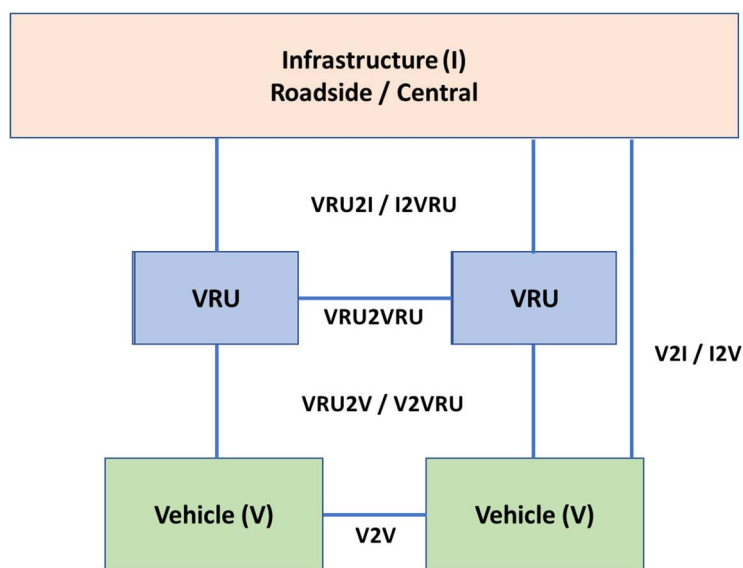 Infrastructure (I)
Roadside / Central
VRU2I / I2VRU
VRU
VRU
VRU2VRU
V2I / I2V
VRU2V / V2VRU
Vehicle (V)
Vehicle (V)
V2V